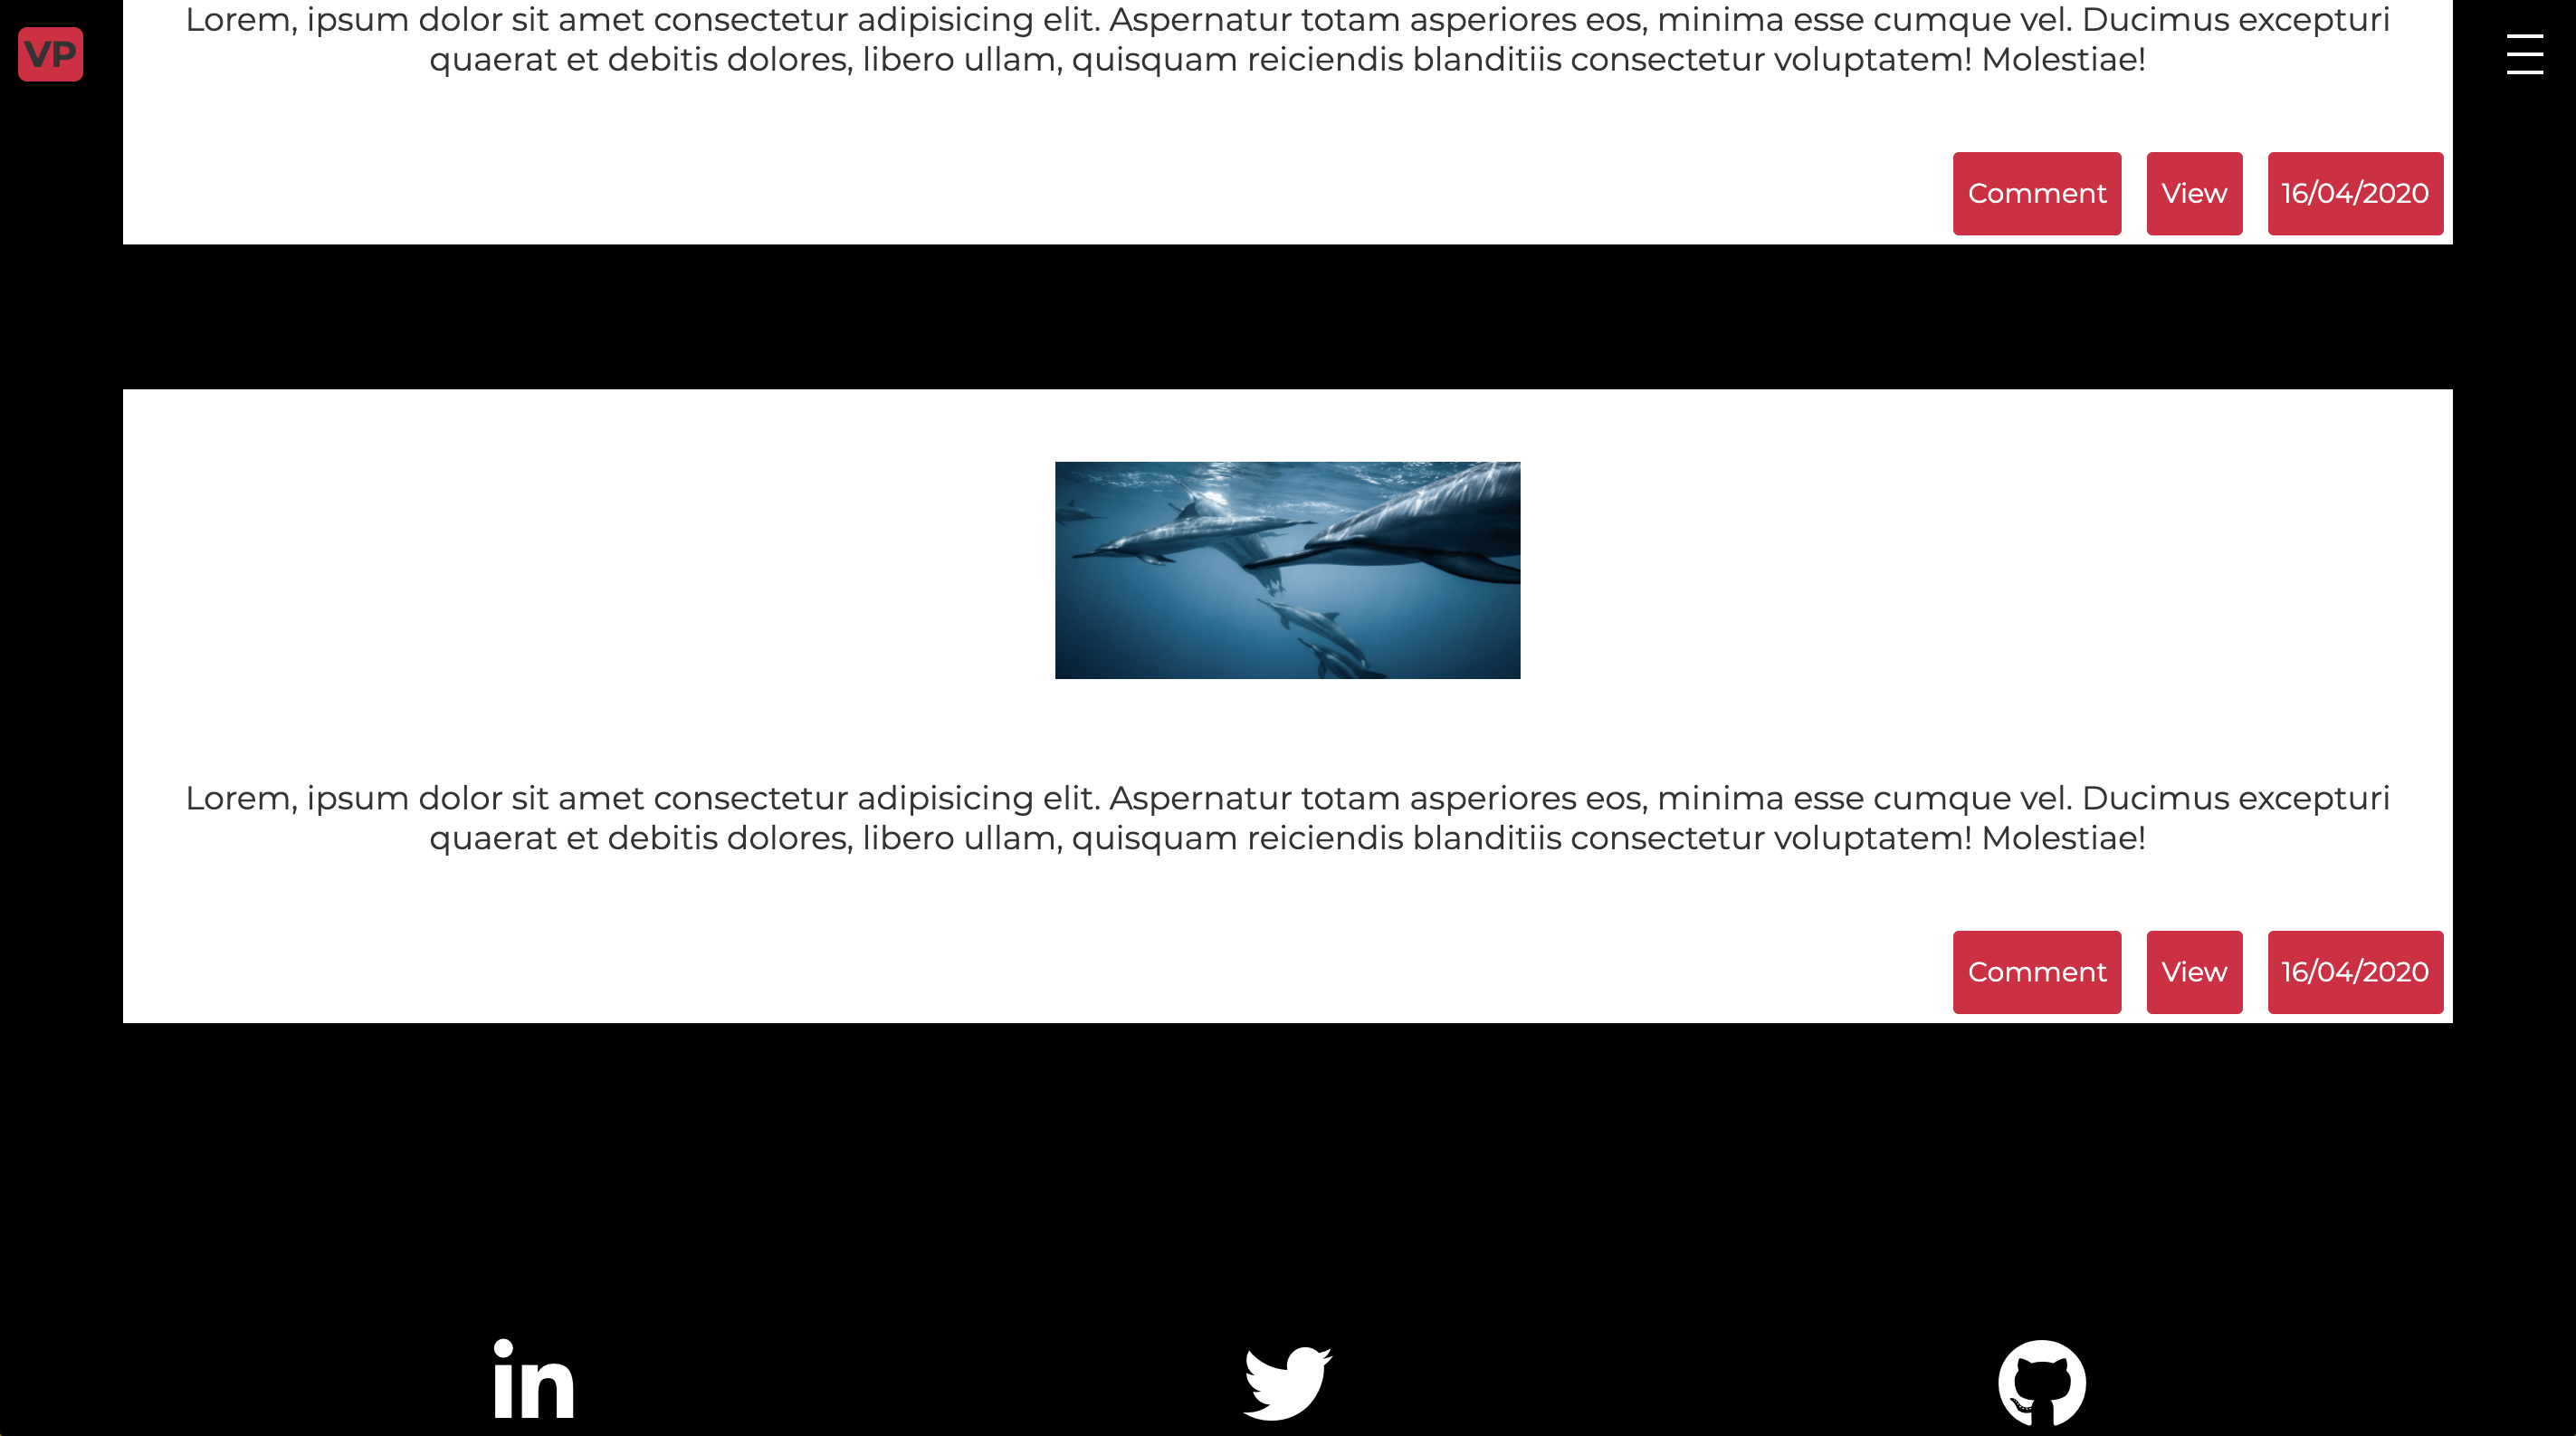 Lorem, ipsum dolor sit amet consectetur adipisicing elit. Aspernatur totam asperiores eos, minima esse cumque vel. Ducimus excepturi
VP
quaerat et debitis dolores, libero ullam, quisquam reiciendis blanditiis consectetur voluptatem! Molestiae!
Comment View 16/04/2020
Lorem, ipsum dolor sit amet consectetur adipisicing elit. Aspernatur totam asperiores eos, minima esse cumque vel. Ducimus excepturi
quaerat et debitis dolores, libero ullam, quisquam reiciendis blanditiis consectetur voluptatem! Molestiae!
Comment View 16/04/2020
in